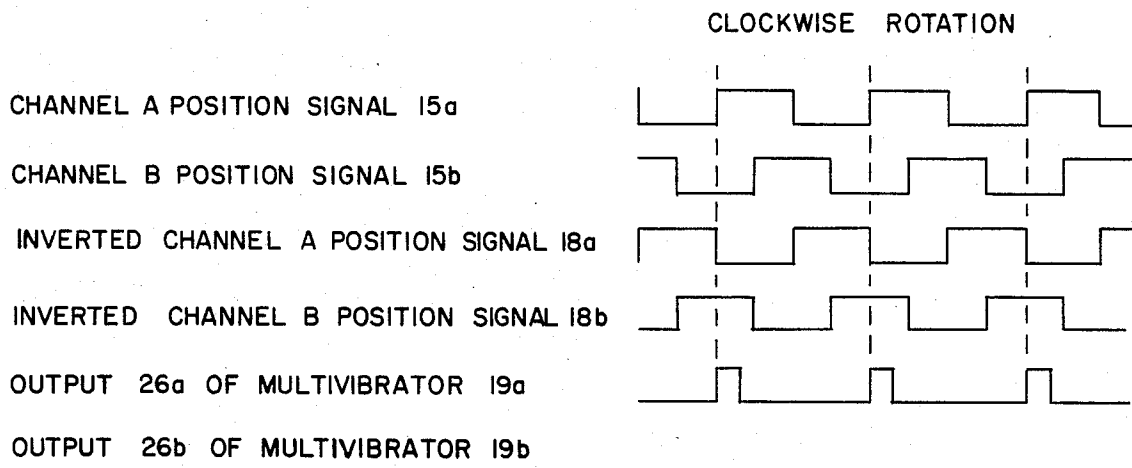 CLOCKWISE ROTATION
CHANNEL A POSITION SIGNAL 15a
CHANNEL B POSITION SIGNAL 15b
INVERTED CHANNEL A POSITION SIGNAL 18a
INVERTED CHANNEL B POSITION SIGNAL 18b
OUTPUT 26a OF MULTIVIBRATOR 19a
OUTPUT 26b OF MULTIVIBRATOR 19b